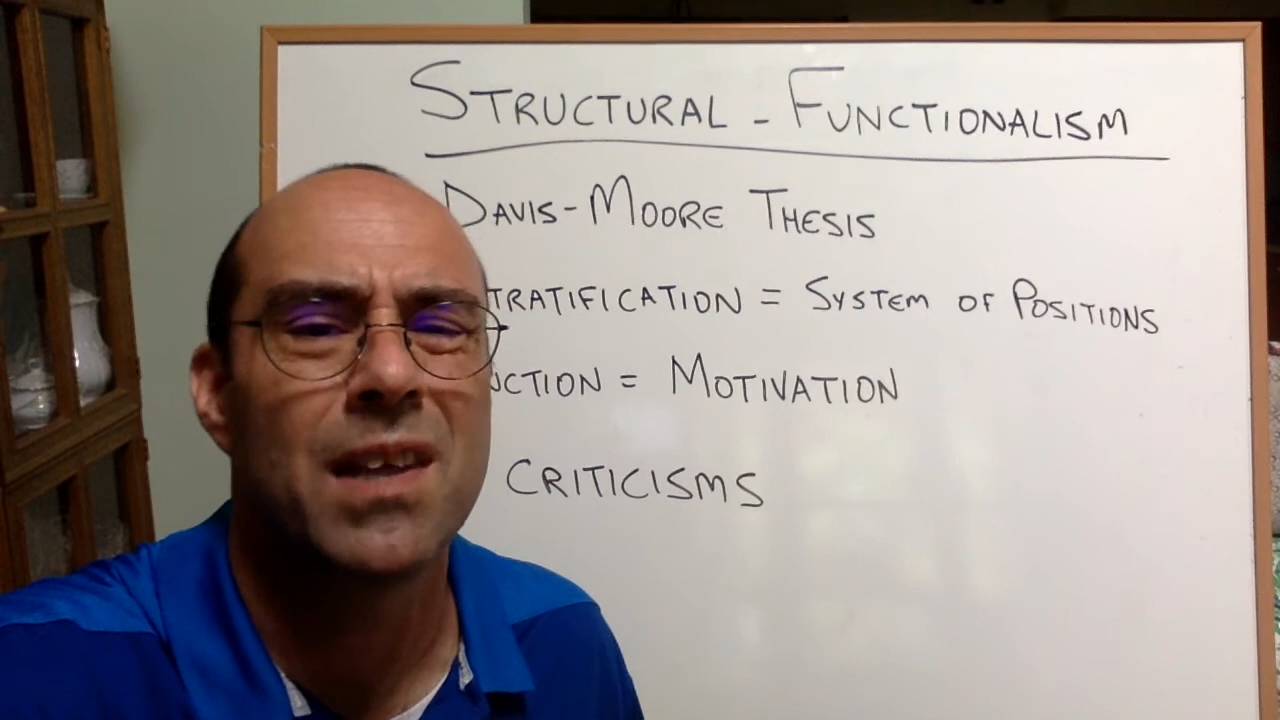 STRUCTURAL - FUNCTIONALISM
DAVIS-MOORE THESIS
TRATIFICATION = SYSTEM OF POSITIONS
CTION = MOTIVATION
CRITICISMS